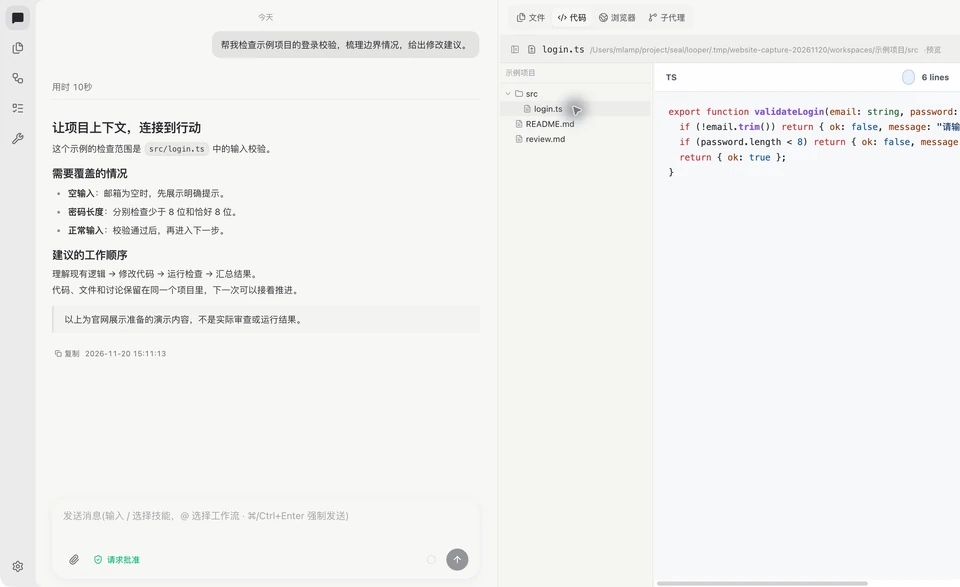 今天
帮我检查示例项目的登录校验，梳理边界情况，给出修改建议。
用时 10秒
让项目上下文，连接到行动
这个示例的检查范围是 src/login.ts 中的输入校验。
需要覆盖的情况
• 空输入：邮箱为空时，先展示明确提示。
• 密码长度：分别检查少于 8 位和恰好 8 位。
• 正常输入：校验通过后，再进入下一步。
建议的工作顺序
理解现有逻辑 → 修改代码 → 运行检查 → 汇总结果。
代码、文件和讨论保留在同一个项目里，下一次可以接着推进。
以上为官网展示准备的演示内容，不是实际审查或运行结果。
复制 2026-11-20 15:11:13
发送消息(输入 / 选择技能，@ 选择工作流 · ⌘/Ctrl+Enter 强制发送)
请求批准
文件 代码 浏览器 子代理
login.ts /Users/mlamp/project/seal/looper/.tmp/website-capture-20261120/workspaces/示例项目/src ·预览
示例项目
src
login.ts
README.md
review.md
TS 6 lines
export function validateLogin(email: string, password:
if (!email.trim()) return { ok: false, message: "请输
if (password.length < 8) return { ok: false, message
return { ok: true };
}